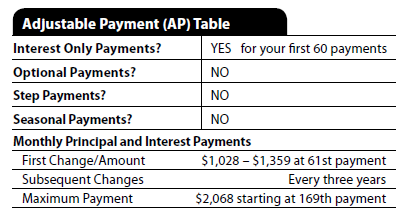 Adjustable Payment (AP) Table
Interest Only Payments? YES for your first 60 payments
Optional Payments? NO
Step Payments? NO
Seasonal Payments? NO
Monthly Principal and Interest Payments
First Change/Amount $1,028 – $1,359 at 61st payment
Subsequent Changes Every three years
Maximum Payment $2,068 starting at 169th payment